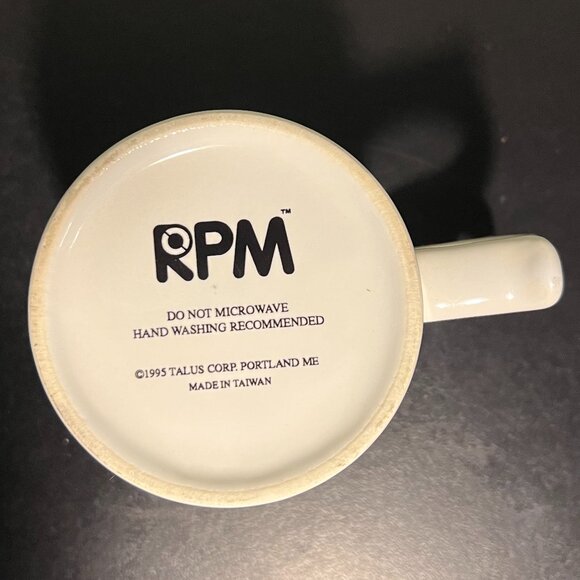 RPM™
DO NOT MICROWAVE
HAND WASHING RECOMMENDED
©1995 TALUS CORP. PORTLAND ME
MADE IN TAIWAN